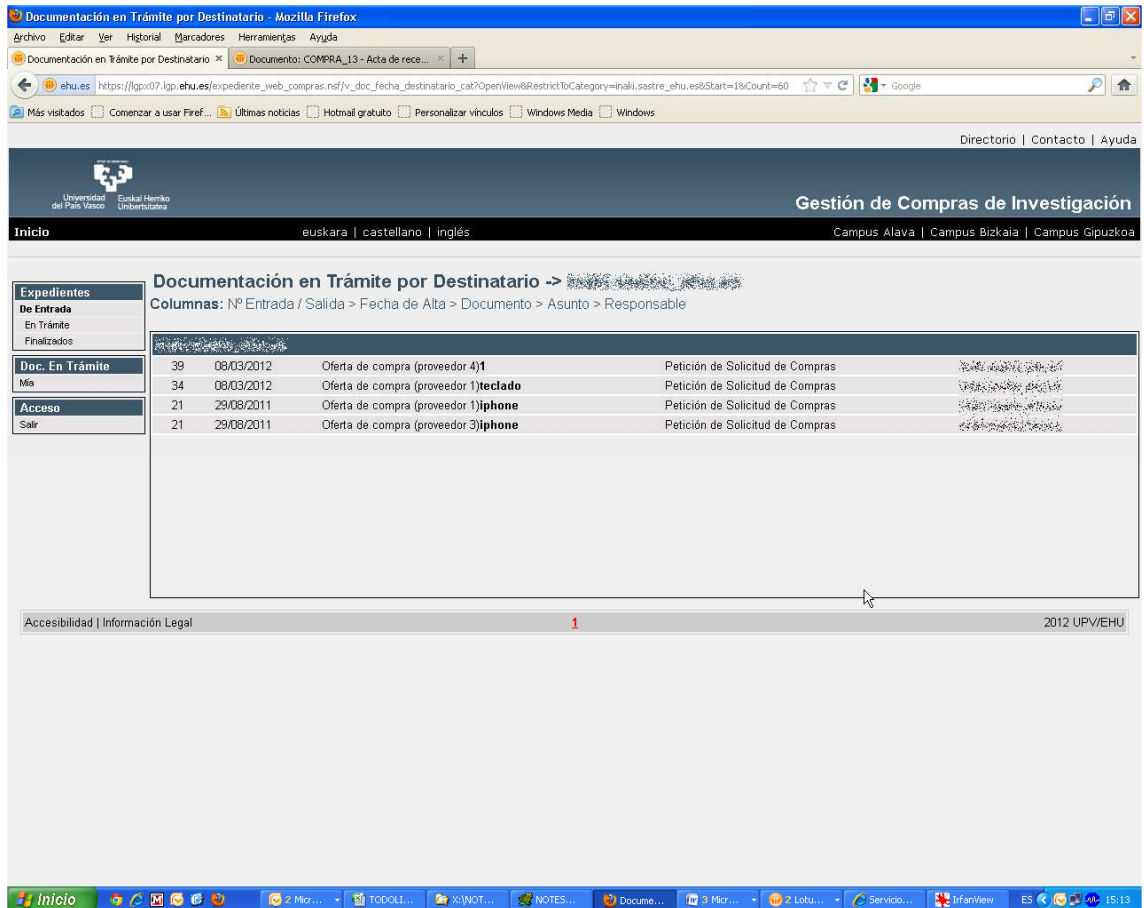 Documentación en Trámite por Destinatario - Mozilla Firefox
Archivo Editar Ver Historial Marcadores Herramientas Ayuda
Documentación en Trámite por Destinatario Documento: COMPRA_13 - Acta de rece...
ehu.es https://lgpx07.lgp.ehu.es/expediente_web_compras.nsf/v_doc_fecha_destinatario_cat?OpenView&RestrictToCategory=inaki.sastre_ehu.es&Start=1&Count=60 Google
Más visitados Comenzar a usar Firef... Últimas noticias Hotmail gratuito Personalizar vínculos Windows Media Windows
Directorio | Contacto | Ayuda
Universidad del País Vasco Euskal Herriko Unibertsitatea
Gestión de Compras de Investigación
Inicio euskara | castellano | inglés Campus Alava | Campus Bizkaia | Campus Gipuzkoa
Documentación en Trámite por Destinatario ->
Columnas: Nº Entrada / Salida > Fecha de Alta > Documento > Asunto > Responsable
Expedientes
De Entrada
En Trámite
Finalizados
Doc. En Trámite
Mía
Acceso
Salir
39 08/03/2012 Oferta de compra (proveedor 4)1 Petición de Solicitud de Compras
34 08/03/2012 Oferta de compra (proveedor 1)teclado Petición de Solicitud de Compras
21 29/08/2011 Oferta de compra (proveedor 1)iphone Petición de Solicitud de Compras
21 29/08/2011 Oferta de compra (proveedor 3)iphone Petición de Solicitud de Compras
Accesibilidad | Información Legal 1 2012 UPV/EHU
Inicio 2 Micr... TODOLI... X:\NOT... NOTES... Docume... 3 Micr... 2 Lotu... Servicio... IrfanView ES 15:13